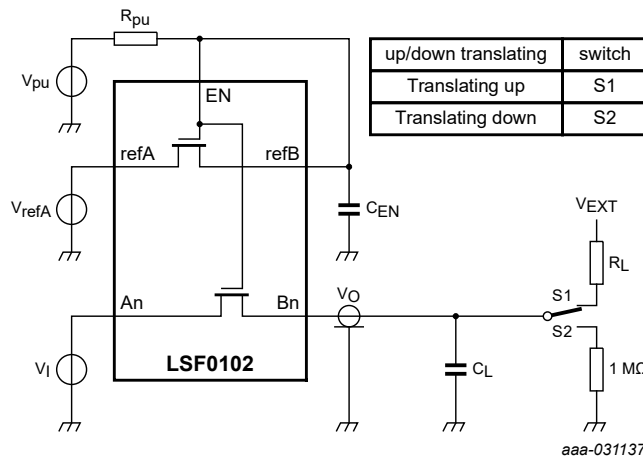 Rpu
up/down translating switch
Translating up S1
Translating down S2
Vpu
EN
refA refB
VrefA
CEN
VEXT
RL
S1
S2
An Bn
VO
VI
LSF0102
CL
1 MΩ
aaa-031137